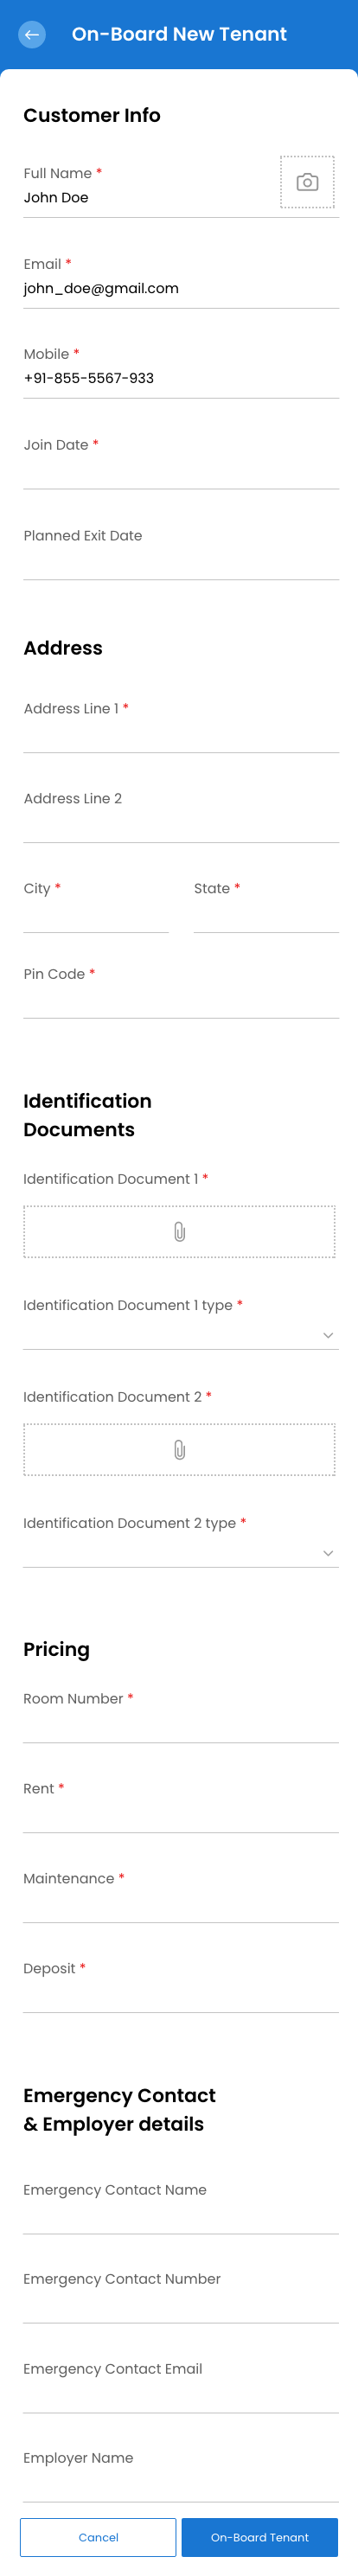 On-Board New Tenant
Customer Info
Full Name *
John Doe
Email *
john_doe@gmail.com
Mobile *
+91-855-5567-933
Join Date *
Planned Exit Date
Address
Address Line 1 *
Address Line 2
City * State *
Pin Code *
Identification
Documents
Identification Document 1 *
Identification Document 1 type *
Identification Document 2 *
Identification Document 2 type *
Pricing
Room Number *
Rent *
Maintenance *
Deposit *
Emergency Contact
& Employer details
Emergency Contact Name
Emergency Contact Number
Emergency Contact Email
Employer Name
Cancel On-Board Tenant